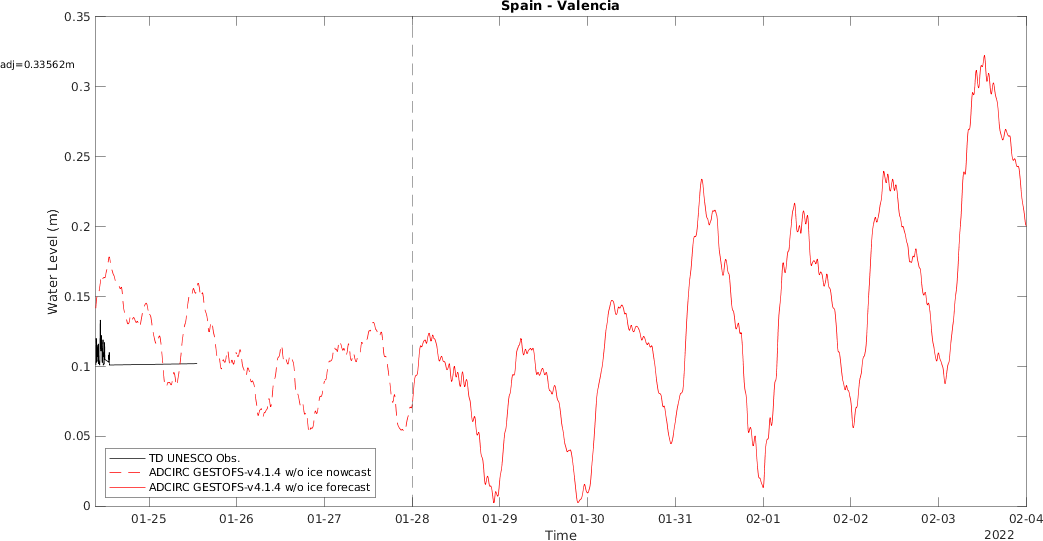 Spain - Valencia
adj=0.33562m
0.35
0.3
0.25
0.2
0.15
0.1
0.05
0
Water Level (m)
TD UNESCO Obs.
ADCIRC GESTOFS-v4.1.4 w/o ice nowcast
ADCIRC GESTOFS-v4.1.4 w/o ice forecast
01-25 01-26 01-27 01-28 01-29 01-30 01-31 02-01 02-02 02-03 02-04
Time
2022